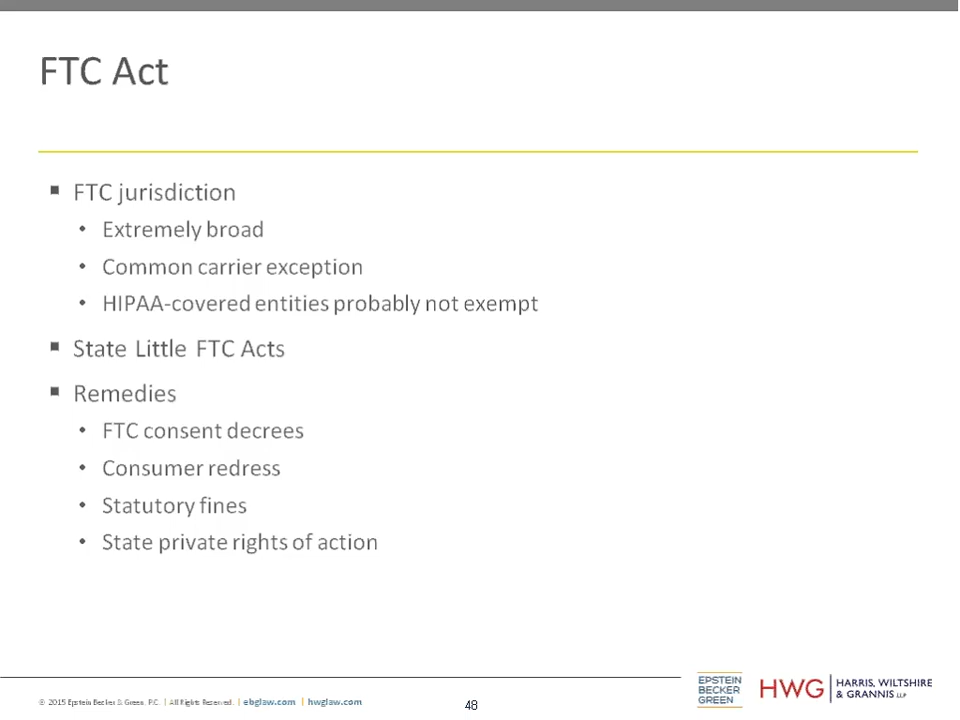 FTC Act
▪ FTC jurisdiction
• Extremely broad
• Common carrier exception
• HIPAA-covered entities probably not exempt
▪ State Little FTC Acts
▪ Remedies
• FTC consent decrees
• Consumer redress
• Statutory fines
• State private rights of action
© 2015 Epstein Becker & Green, P.C. | All Rights Reserved. | ebglaw.com | hwglaw.com
48
EPSTEIN
BECKER
GREEN
HWG | HARRIS, WILTSHIRE
& GRANNIS LLP